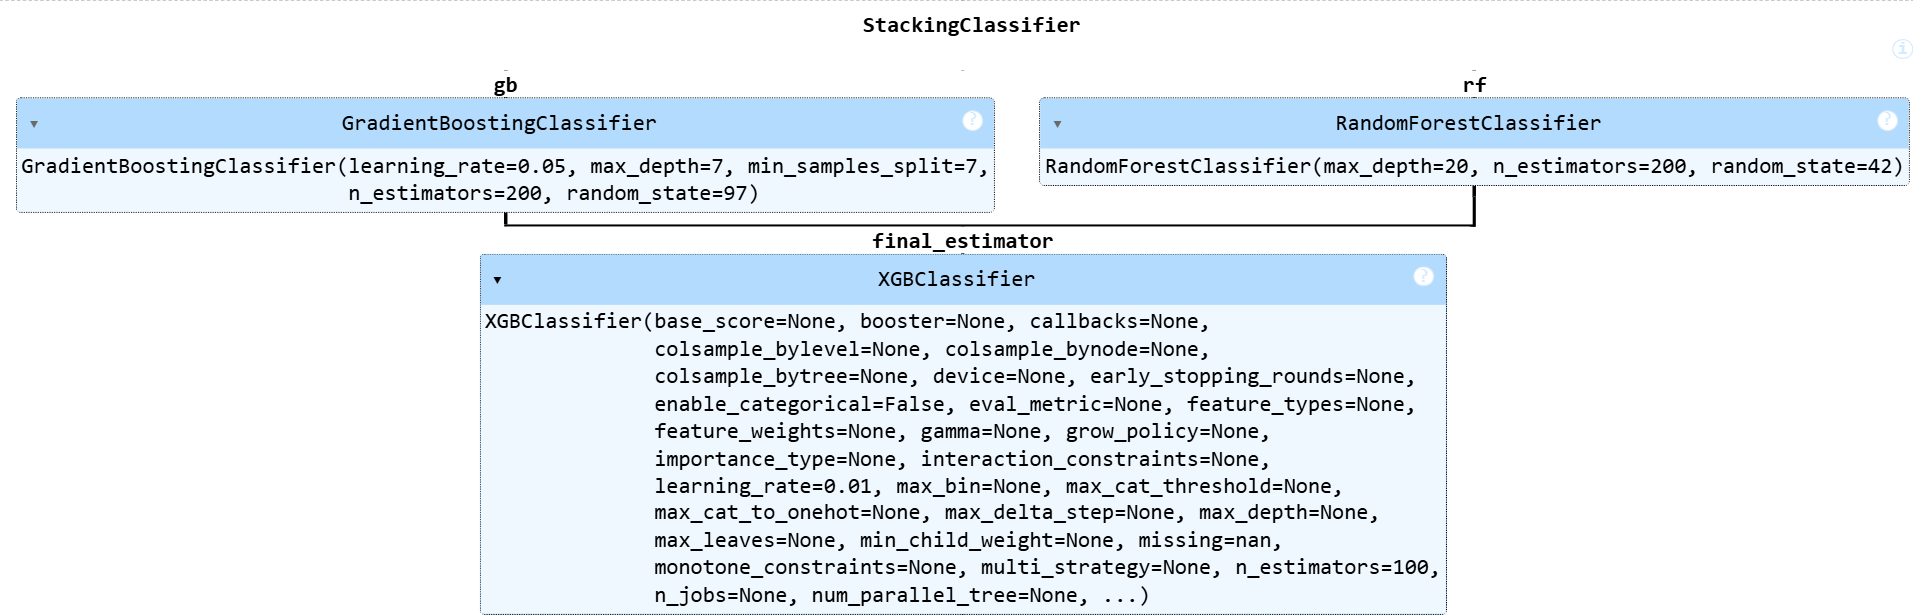 StackingClassifier
gb
rf
GradientBoostingClassifier
RandomForestClassifier
GradientBoostingClassifier(learning_rate=0.05, max_depth=7, min_samples_split=7,
n_estimators=200, random_state=97)
RandomForestClassifier(max_depth=20, n_estimators=200, random_state=42)
final_estimator
XGBClassifier
XGBClassifier(base_score=None, booster=None, callbacks=None,
colsample_bylevel=None, colsample_bynode=None,
colsample_bytree=None, device=None, early_stopping_rounds=None,
enable_categorical=False, eval_metric=None, feature_types=None,
feature_weights=None, gamma=None, grow_policy=None,
importance_type=None, interaction_constraints=None,
learning_rate=0.01, max_bin=None, max_cat_threshold=None,
max_cat_to_onehot=None, max_delta_step=None, max_depth=None,
max_leaves=None, min_child_weight=None, missing=nan,
monotone_constraints=None, multi_strategy=None, n_estimators=100,
n_jobs=None, num_parallel_tree=None, ...)